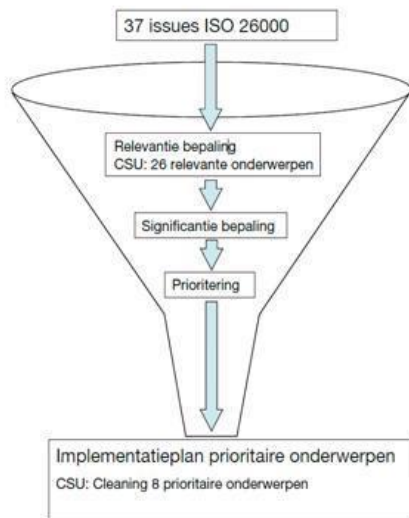 37 issues ISO 26000
Relevantie bepaling
CSU: 26 relevante onderwerpen
Significantie bepaling
Prioritering
Implementatieplan prioritaire onderwerpen
CSU: Cleaning 8 prioritaire onderwerpen